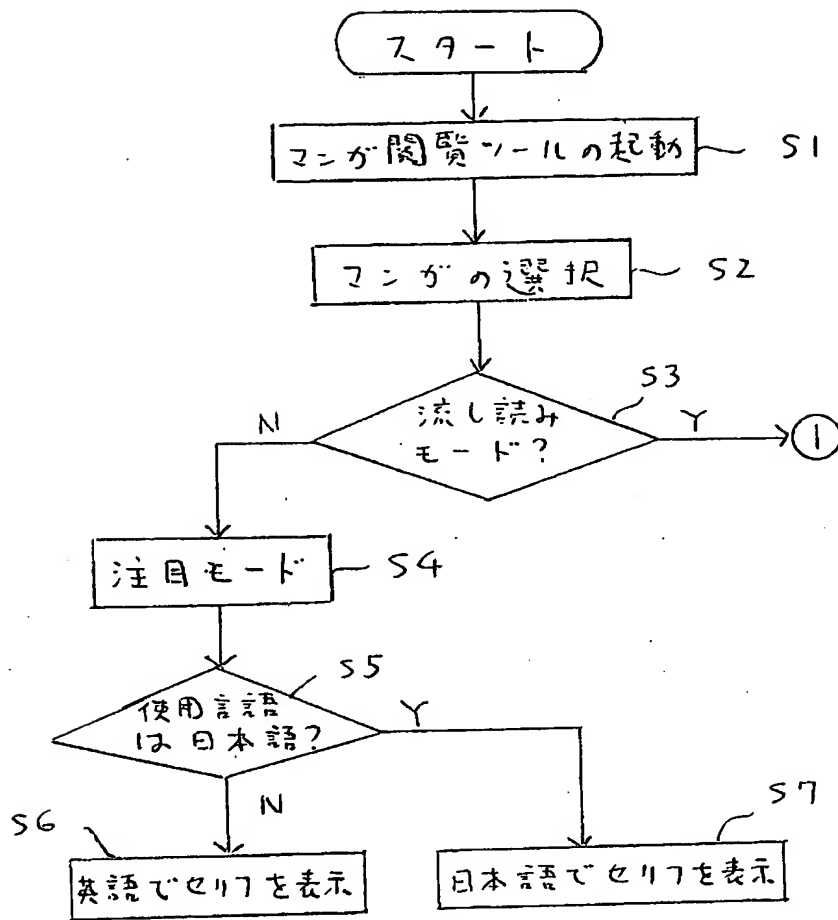 スタート
マンガ閲覧ツールの起動
S1
マンガの選択
S2
S3
流し読み
モード?
N
Y
1
注目モード
S4
S5
使用言語
は日本語?
Y
N
S6
英語でセリフを表示
S7
日本語でセリフを表示